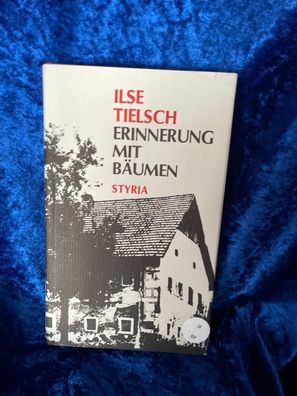 ILSE
TIELSCH
ERINNERUNG
MIT
BÄUMEN
STYRIA